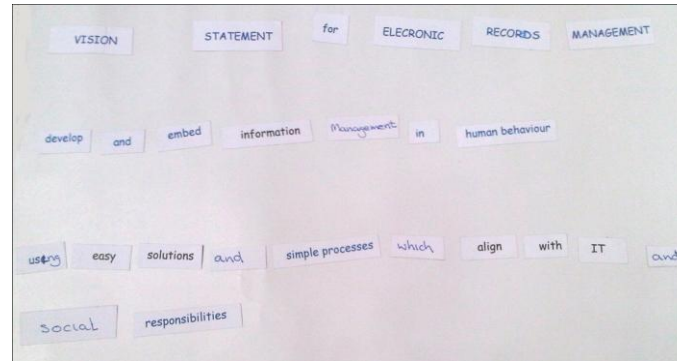 VISION STATEMENT for ELECRONIC RECORDS MANAGEMENT
develop and embed information Management in human behaviour
using easy solutions and simple processes which align with IT and
social responsibilities